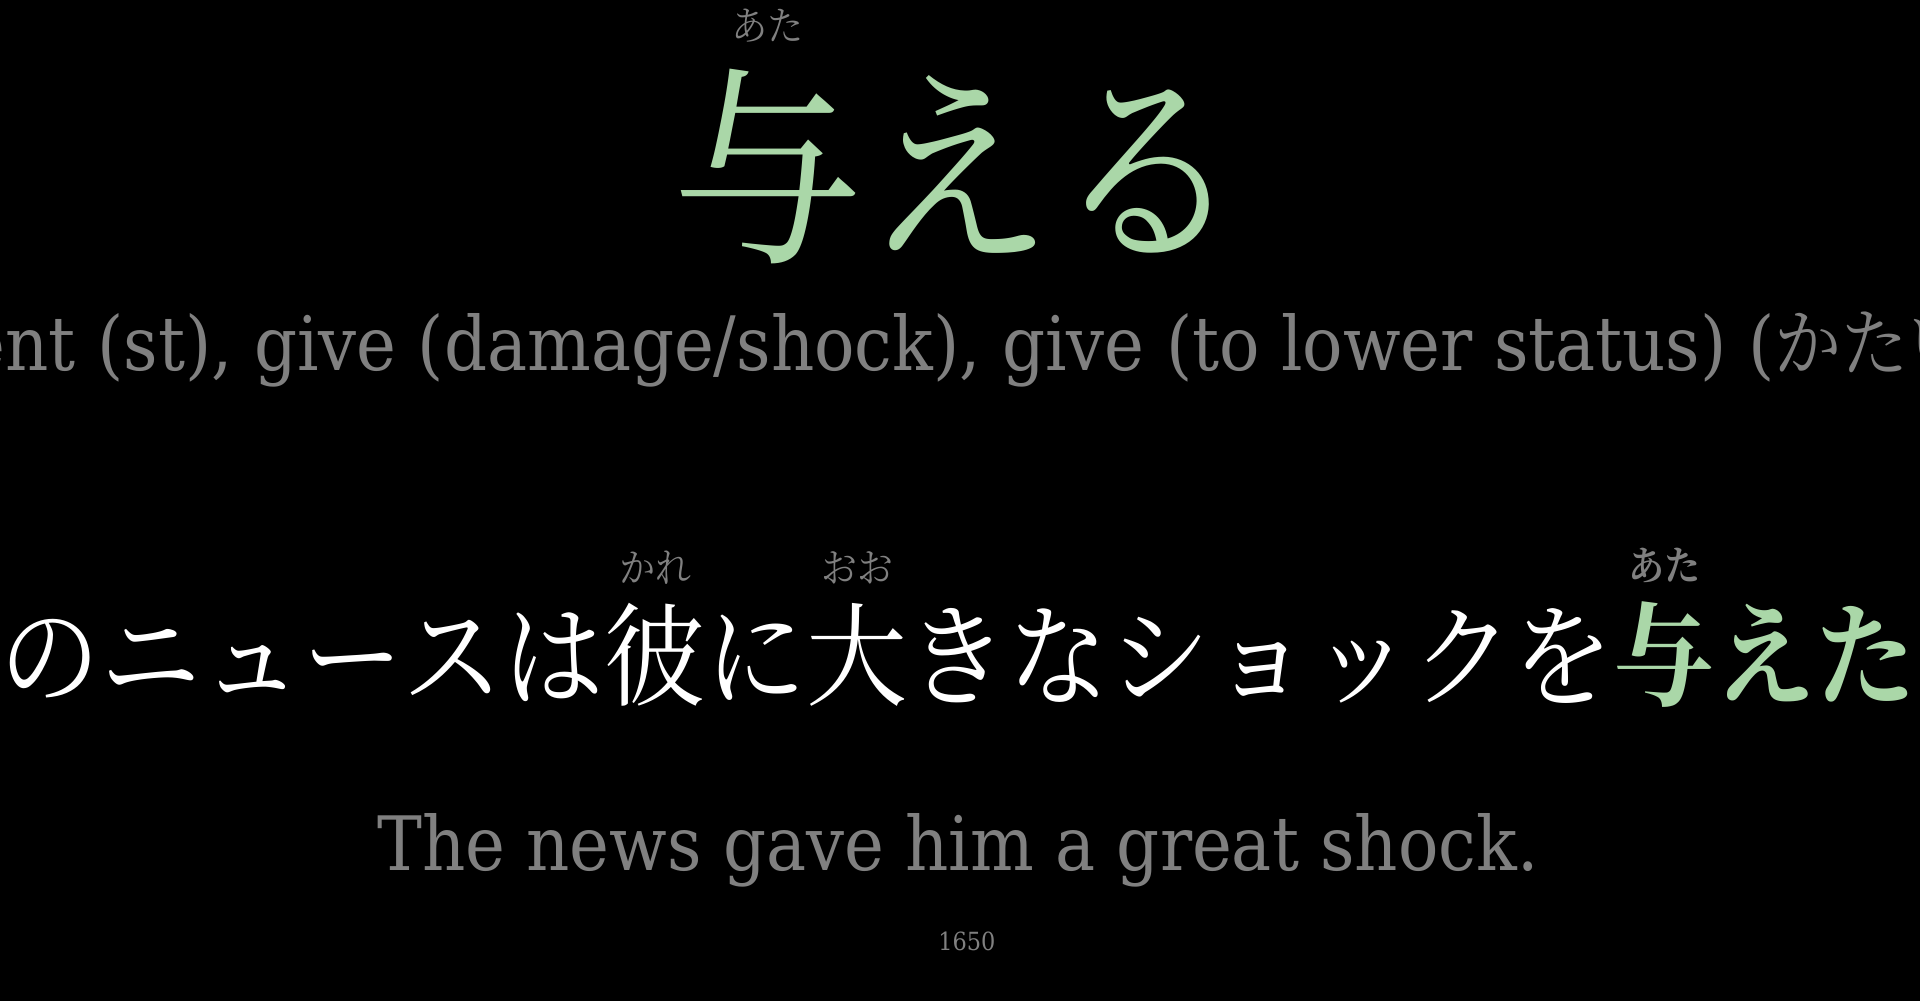 あた
与える
ent (st), give (damage/shock), give (to lower status) (かた
かれ おお あた
のニュースは彼に大きなショックを与えた
The news gave him a great shock.
1650